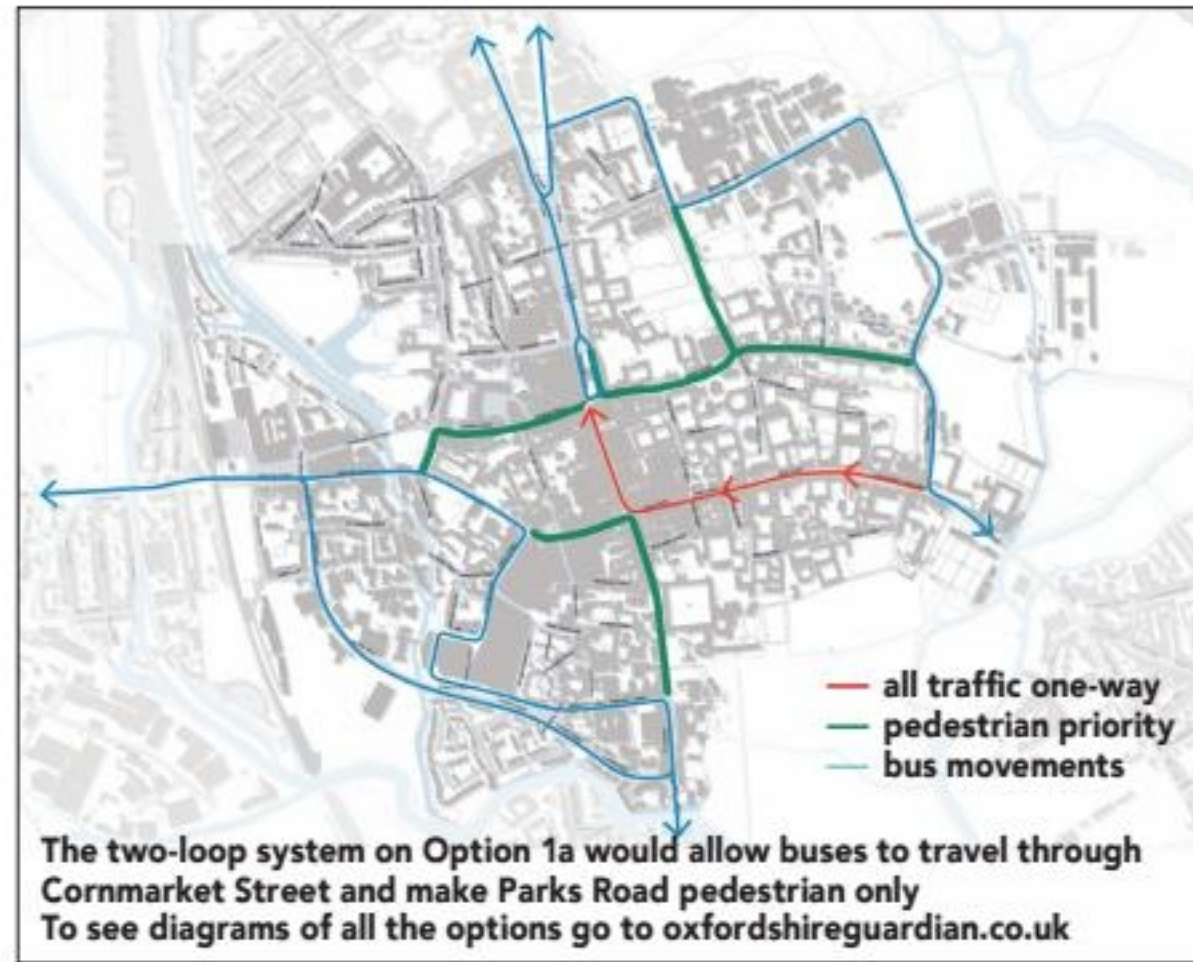 all traffic one-way
pedestrian priority
bus movements
The two-loop system on Option 1a would allow buses to travel through
Cornmarket Street and make Parks Road pedestrian only
To see diagrams of all the options go to oxfordshireguardian.co.uk